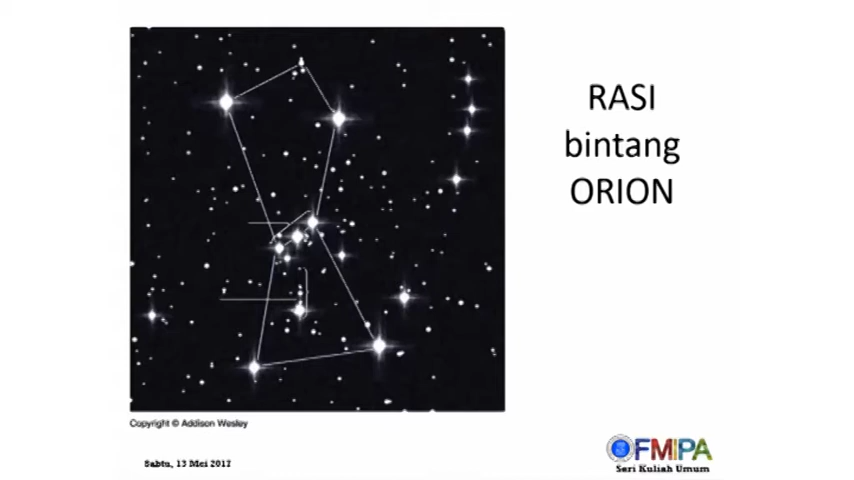 RASI
bintang
ORION
Copyright © Addison Wesley
Sabtu, 13 Mei 2017
FMIPA
Seri Kuliah Umum